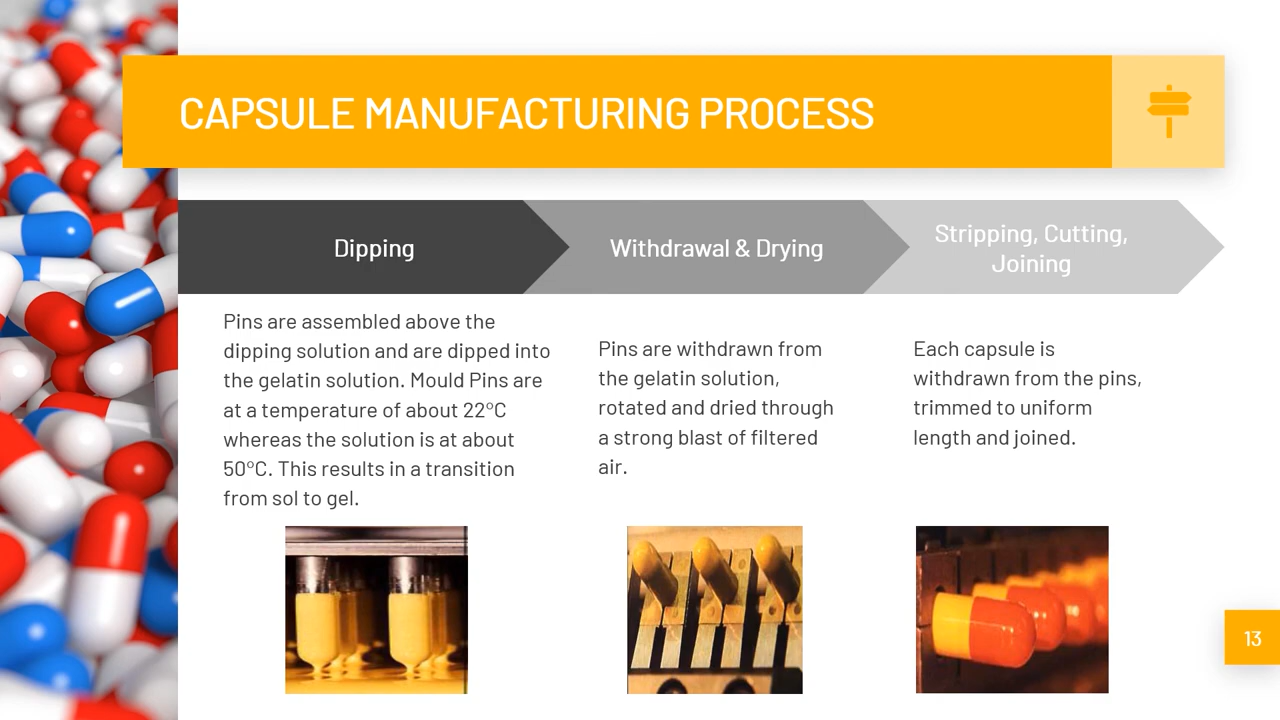 CAPSULE MANUFACTURING PROCESS
Dipping
Withdrawal & Drying
Stripping, Cutting,
Joining
Pins are assembled above the
dipping solution and are dipped into
the gelatin solution. Mould Pins are
at a temperature of about 22°C
whereas the solution is at about
50°C. This results in a transition
from sol to gel.
Pins are withdrawn from
the gelatin solution,
rotated and dried through
a strong blast of filtered
air.
Each capsule is
withdrawn from the pins,
trimmed to uniform
length and joined.
13